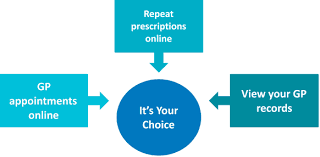 Repeat
prescriptions
online
GP
appointments
online
It's Your
Choice
View your GP
records